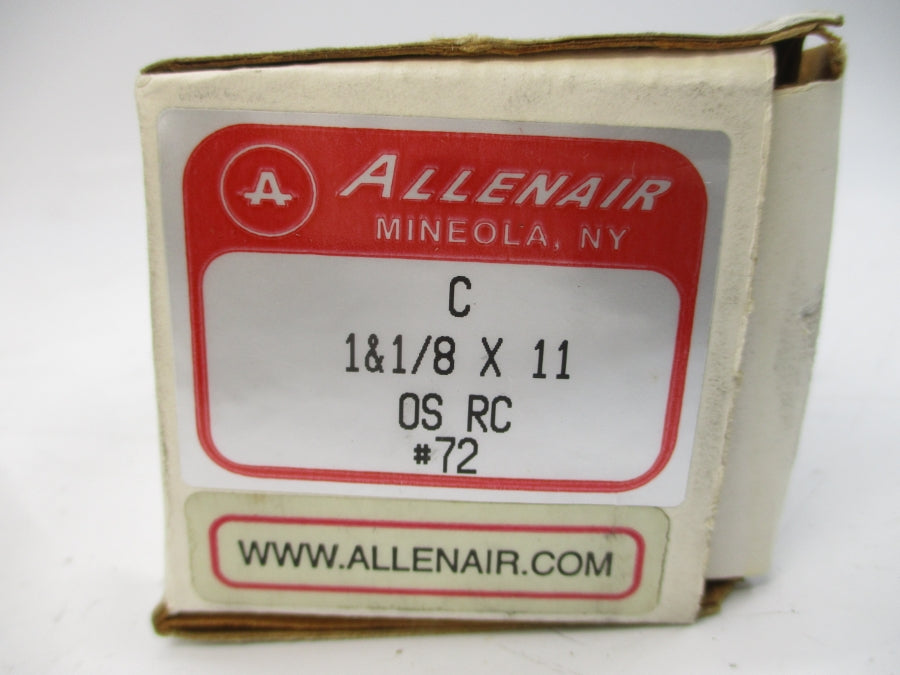 A ALLENAIR
MINEOLA, NY
C
1&1/8 X 11
OS RC
#72
WWW.ALLENAIR.COM